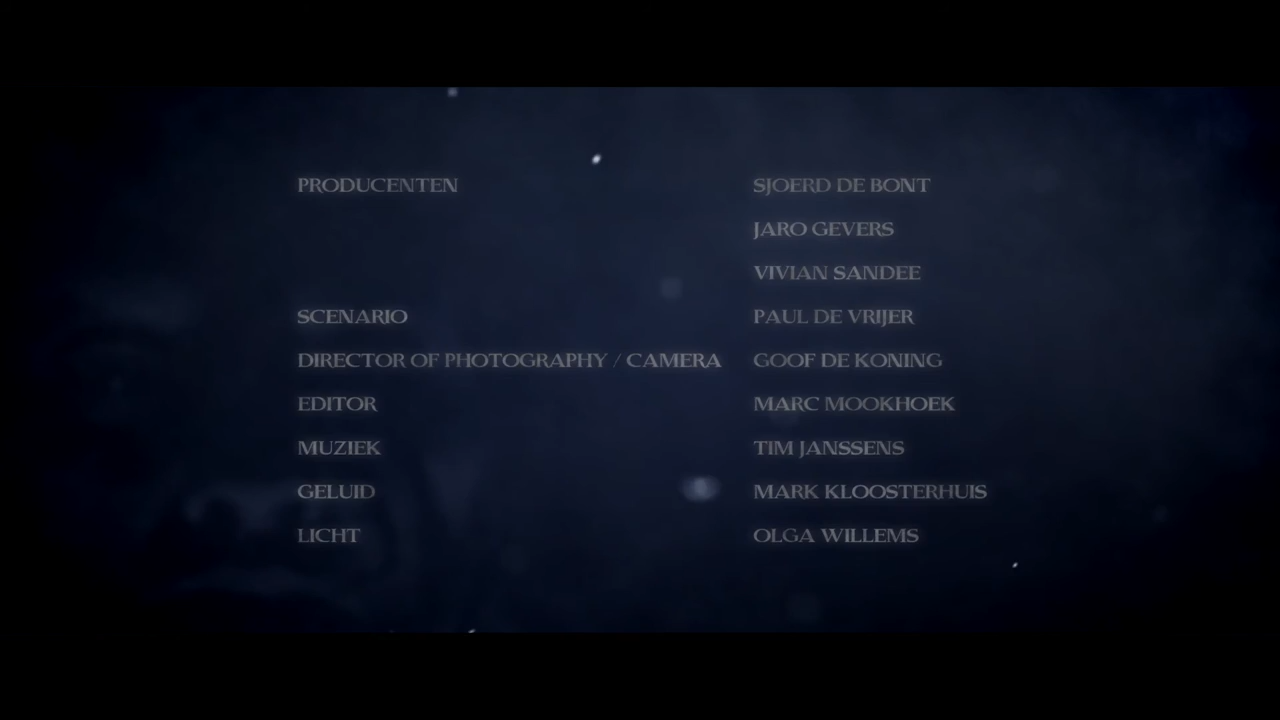 PRODUCENTEN SJOERD DE BONT
JARO GEVERS
VIVIAN SANDEE
SCENARIO PAUL DE VRIJER
DIRECTOR OF PHOTOGRAPHY / CAMERA GOOF DE KONING
EDITOR MARC MOOKHOEK
MUZIEK TIM JANSSENS
GELUID MARK KLOOSTERHUIS
LICHT OLGA WILLEMS